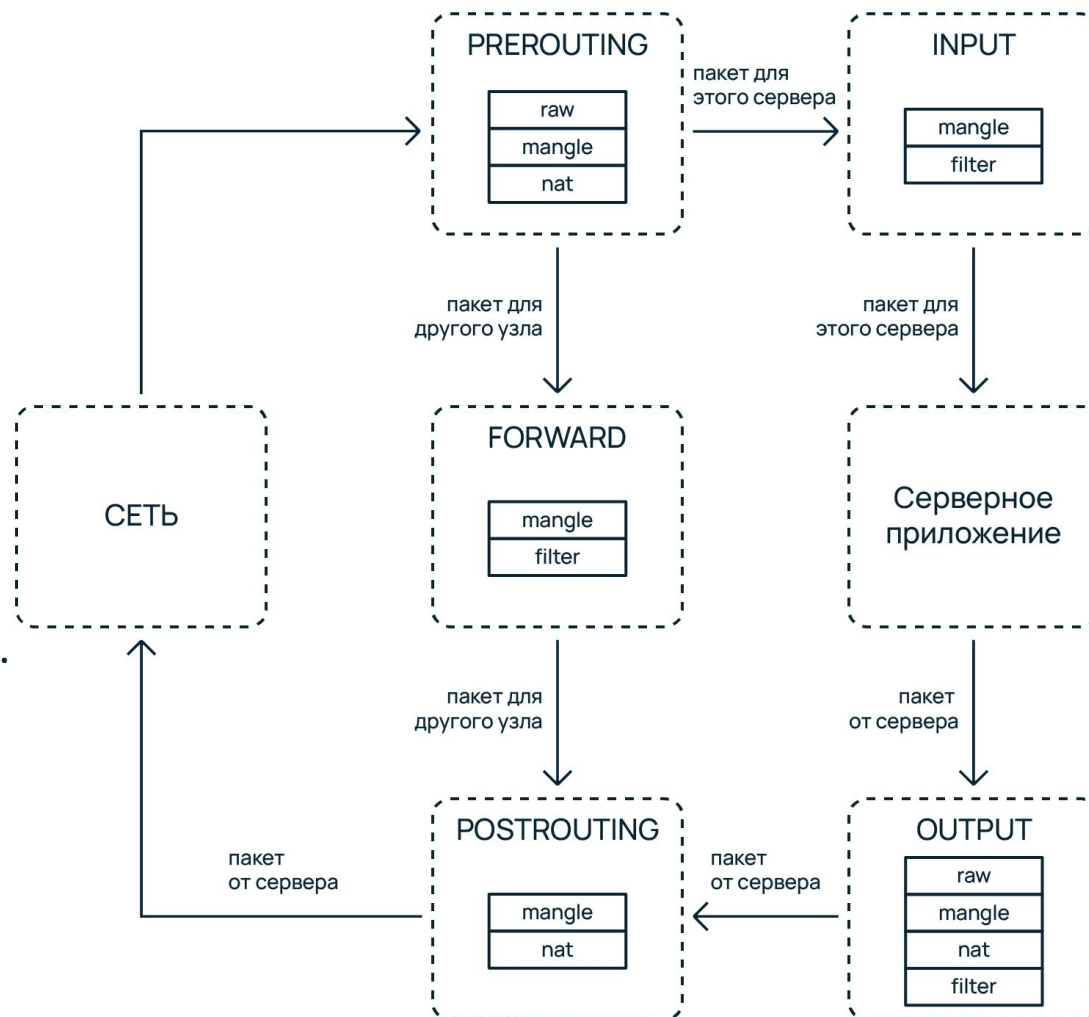 PREROUTING
raw
mangle
nat
пакет для
этого сервера
INPUT
mangle
filter
пакет для
другого узла
пакет для
этого сервера
СЕТЬ
FORWARD
mangle
filter
Серверное
приложение
пакет для
другого узла
пакет
от сервера
POSTROUTING
mangle
nat
пакет
от сервера
пакет
от сервера
OUTPUT
raw
mangle
nat
filter